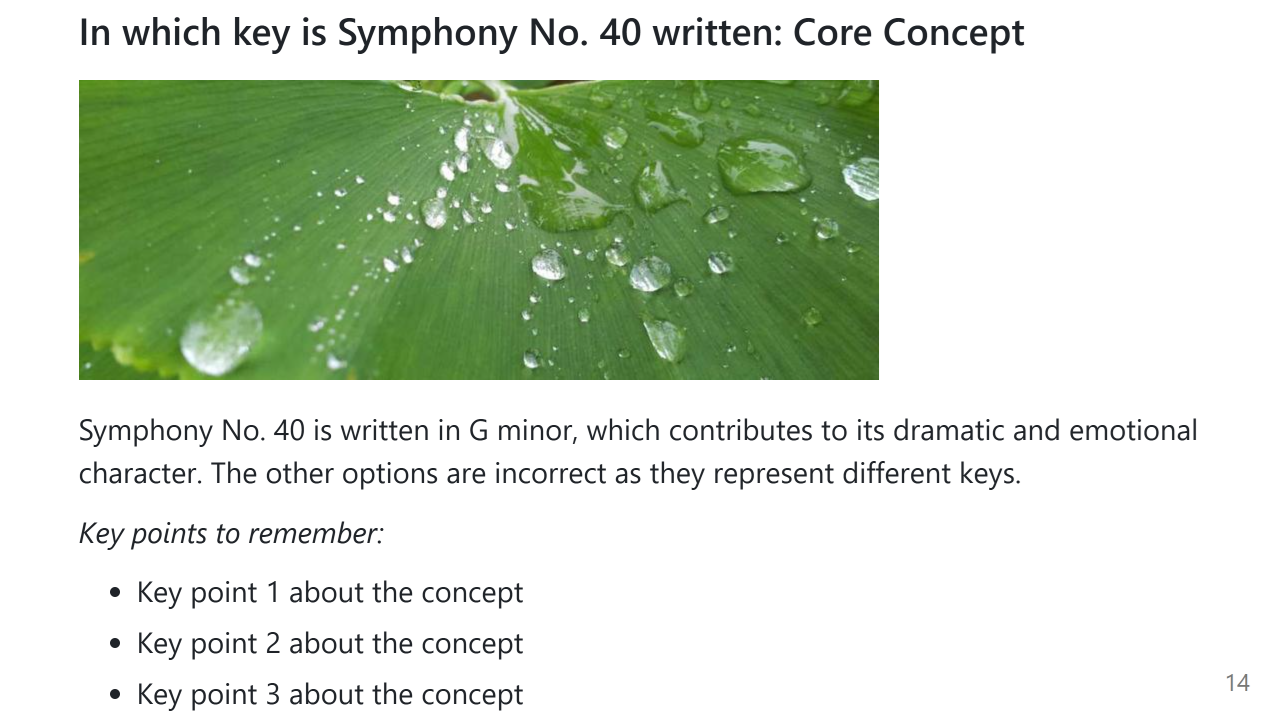 In which key is Symphony No. 40 written: Core Concept
Symphony No. 40 is written in G minor, which contributes to its dramatic and emotional
character. The other options are incorrect as they represent different keys.
Key points to remember:
• Key point 1 about the concept
• Key point 2 about the concept
• Key point 3 about the concept
14